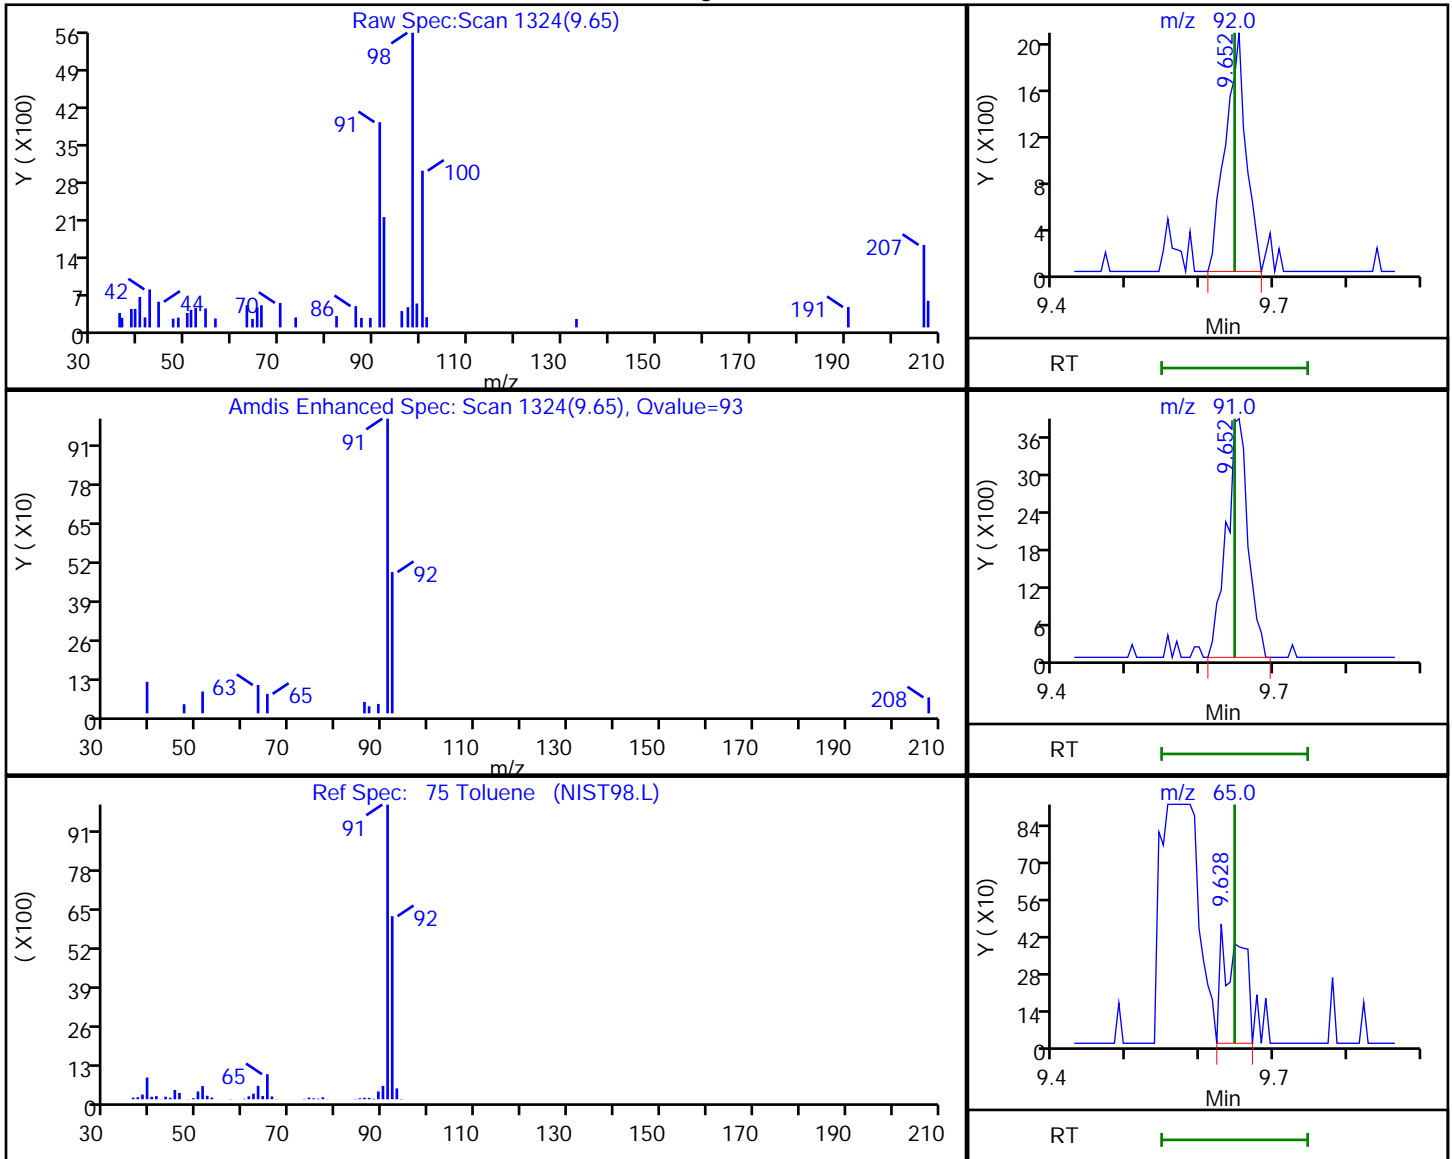 Raw Spec:Scan 1324(9.65)
Y ( X100)
56
49
42
35
28
21
14
7
0
98
91
100
207
42
44
70
86
191
30 50 70 90 110 130 150 170 190 210
m/z
m/z 92.0
Y ( X100)
20
16
12
8
4
0
9.652
9.4 9.7
Min
RT
Amdis Enhanced Spec: Scan 1324(9.65), Qvalue=93
Y ( X10)
91
78
65
52
39
26
13
0
91
92
63
65
208
30 50 70 90 110 130 150 170 190 210
m/z
m/z 91.0
Y ( X100)
36
30
24
18
12
6
0
9.652
9.4 9.7
Min
RT
Ref Spec: 75 Toluene (NIST98.L)
( X100)
91
78
65
52
39
26
13
0
91
92
65
30 50 70 90 110 130 150 170 190 210
m/z 65.0
Y ( X10)
84
70
56
42
28
14
0
9.628
9.4 9.7
Min
RT